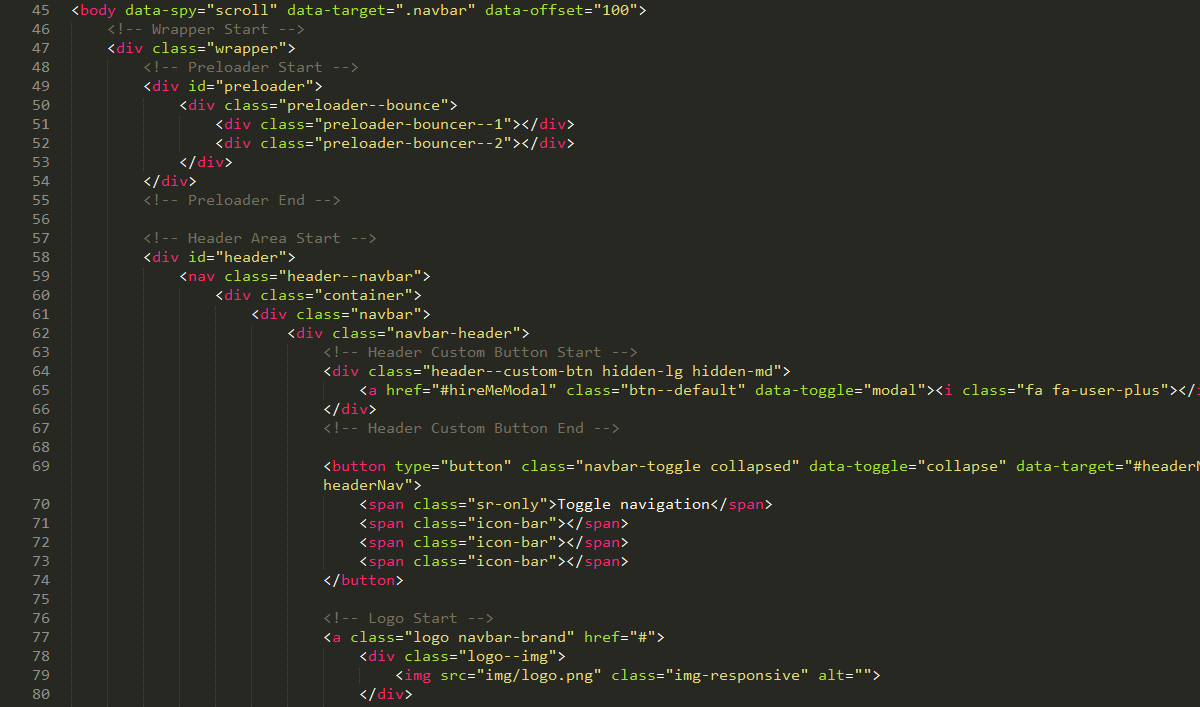 45 <body data-spy="scroll" data-target=".navbar" data-offset="100">
46     <!-- Wrapper Start -->
47     <div class="wrapper">
48         <!-- Preloader Start -->
49         <div id="preloader">
50             <div class="preloader--bounce">
51                 <div class="preloader-bouncer--1"></div>
52                 <div class="preloader-bouncer--2"></div>
53             </div>
54         </div>
55         <!-- Preloader End -->
56
57         <!-- Header Area Start -->
58         <div id="header">
59             <nav class="header--navbar">
60                 <div class="container">
61                     <div class="navbar">
62                         <div class="navbar-header">
63                             <!-- Header Custom Button Start -->
64                             <div class="header--custom-btn hidden-lg hidden-md">
65                                 <a href="#hireMeModal" class="btn--default" data-toggle="modal"><i class="fa fa-user-plus"></i
66                             </div>
67                             <!-- Header Custom Button End -->
68
69                             <button type="button" class="navbar-toggle collapsed" data-toggle="collapse" data-target="#headerN
                            headerNav">
70                                 <span class="sr-only">Toggle navigation</span>
71                                 <span class="icon-bar"></span>
72                                 <span class="icon-bar"></span>
73                                 <span class="icon-bar"></span>
74                             </button>
75
76                             <!-- Logo Start -->
77                             <a class="logo navbar-brand" href="#">
78                                 <div class="logo--img">
79                                     <img src="img/logo.png" class="img-responsive" alt="">
80                                 </div>